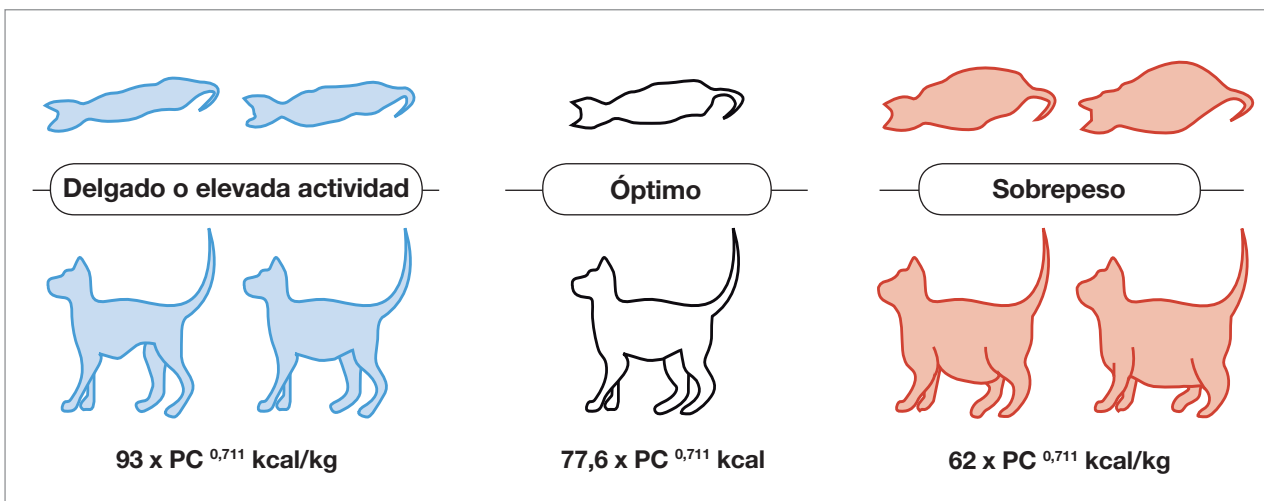 Delgado o elevada actividad
Óptimo
Sobrepeso
93 x PC 0,711 kcal/kg
77,6 x PC 0,711 kcal
62 x PC 0,711 kcal/kg